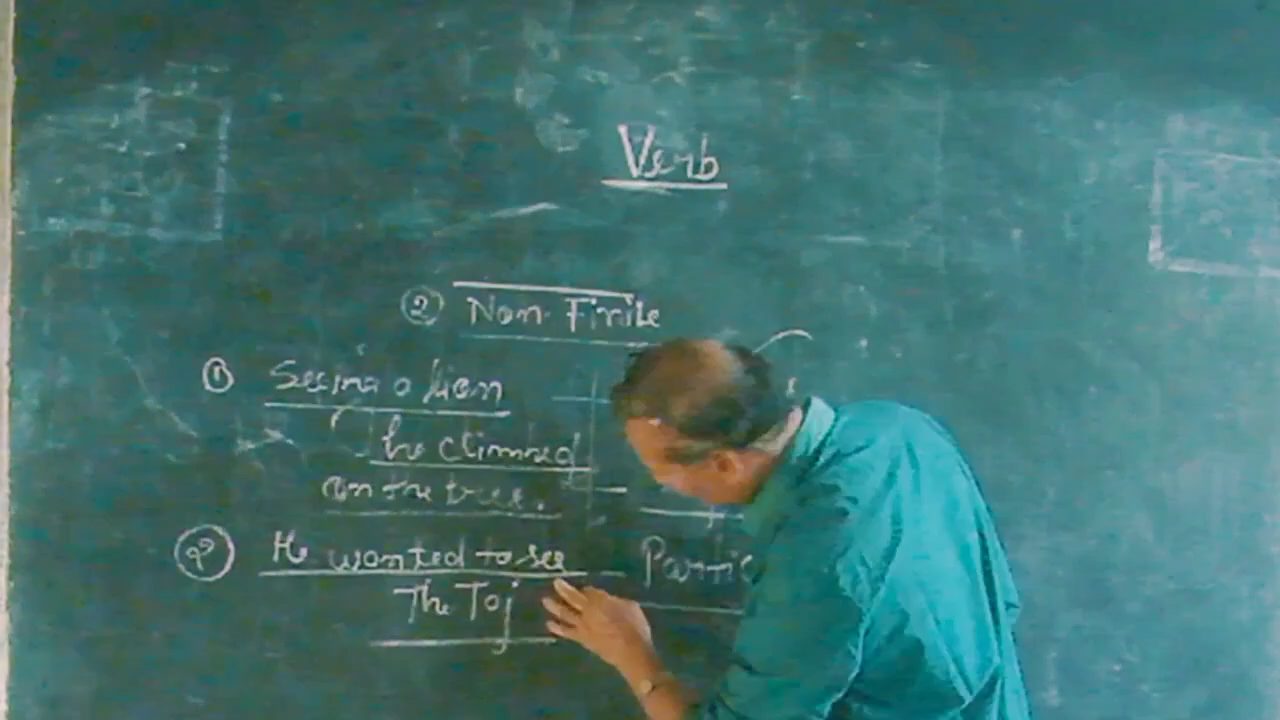 Verb
② Non-Finite
① Seeing a lion
he climbed
on the tree.
② He wanted to see
The Taj
Partic